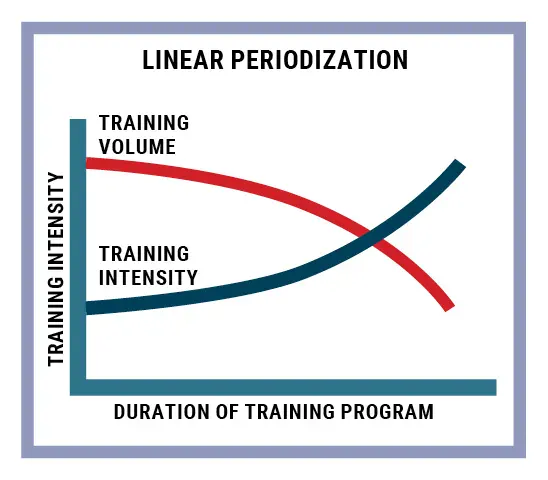 LINEAR PERIODIZATION
TRAINING
VOLUME
TRAINING
INTENSITY
TRAINING INTENSITY
DURATION OF TRAINING PROGRAM